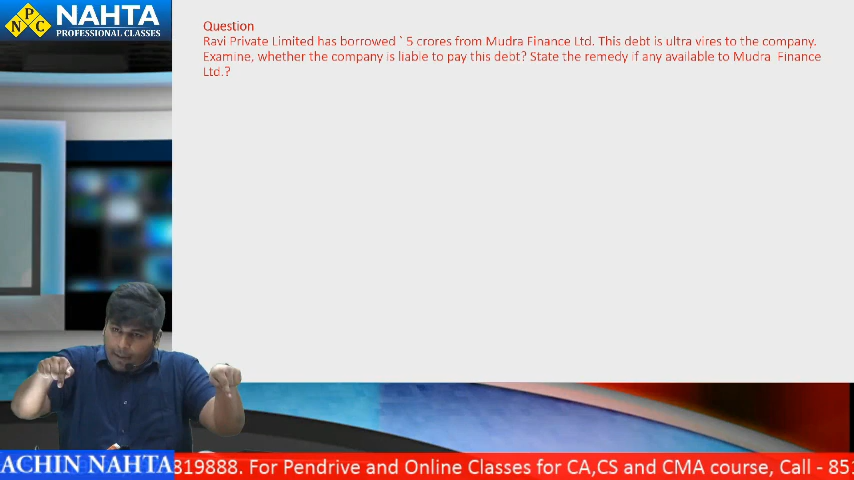 NPC
NAHTA
PROFESSIONAL CLASSES
Question
Ravi Private Limited has borrowed ` 5 crores from Mudra Finance Ltd. This debt is ultra vires to the company.
Examine, whether the company is liable to pay this debt? State the remedy if any available to Mudra Finance
Ltd.?
ACHIN NAHTA
819888. For Pendrive and Online Classes for CA,CS and CMA course, Call - 85